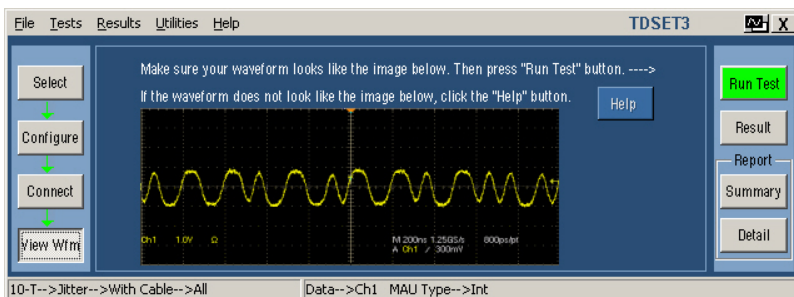 File Tests Results Utilities Help TDSET3 X
Select
Configure
Connect
View Wfm
Make sure your waveform looks like the image below. Then press "Run Test" button. ---->
If the waveform does not look like the image below, click the "Help" button.
Help
Ch1 1.0V Ω
M 200ns 1.25GS/s 800ps/pt
A Ch1 / 300mV
Run Test
Result
Report
Summary
Detail
10-T-->Jitter-->With Cable-->All Data-->Ch1 MAU Type-->Int